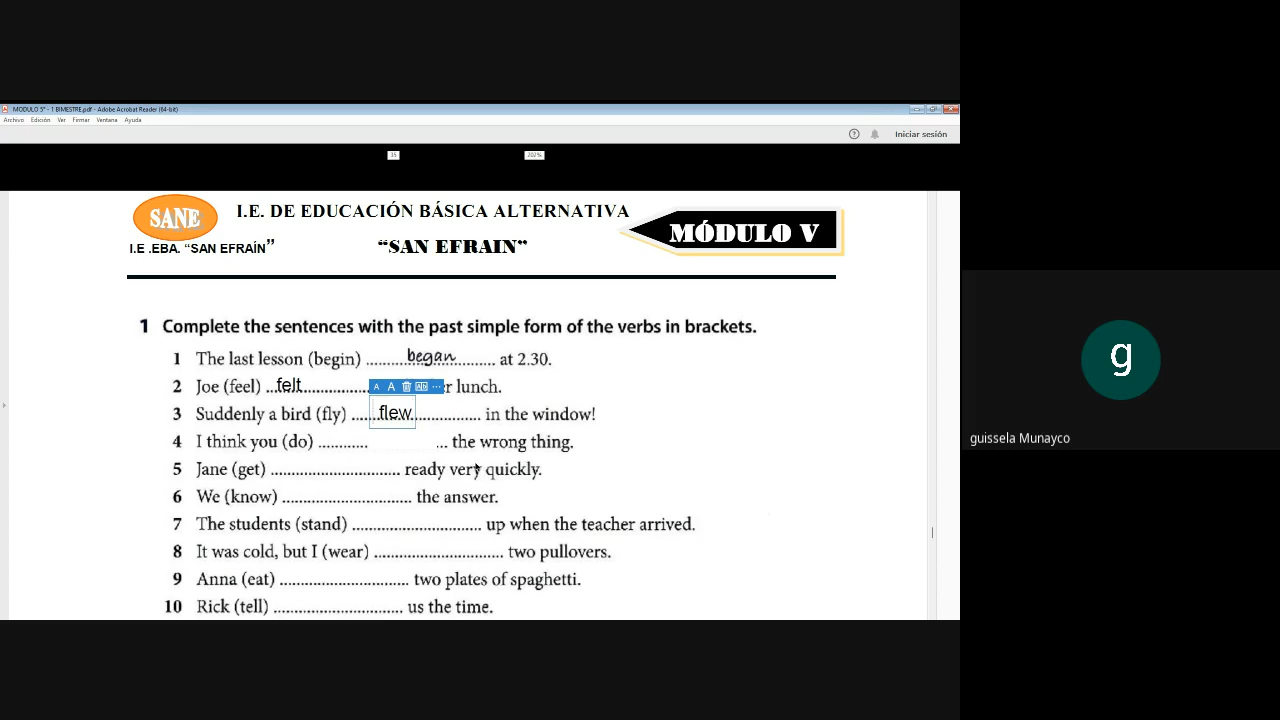 MODULO 5° - 1 BIMESTRE.pdf - Adobe Acrobat Reader (64-bit)
Archivo Edición Ver Firmar Ventana Ayuda
? Iniciar sesión
35 202%
SANE
I.E .EBA. “SAN EFRAÍN”
I.E. DE EDUCACIÓN BÁSICA ALTERNATIVA
“SAN EFRAIN”
MÓDULO V
1 Complete the sentences with the past simple form of the verbs in brackets.
1 The last lesson (begin) ........began........ at 2.30.
A A Ab ...
2 Joe (feel) ...felt.................... r lunch.
3 Suddenly a bird (fly) .....flew............... in the window!
4 I think you (do) ........... ... the wrong thing.
5 Jane (get) ............................. ready very quickly.
6 We (know) ............................. the answer.
7 The students (stand) ............................. up when the teacher arrived.
8 It was cold, but I (wear) ............................. two pullovers.
9 Anna (eat) ............................. two plates of spaghetti.
10 Rick (tell) ............................. us the time.
g
guissela Munayco